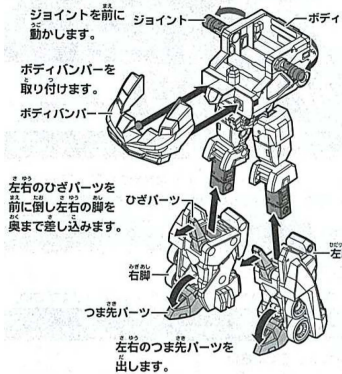 ジョイントを前に
動かします。
ジョイント
ボディ
ボディバンパーを
取り付けます。
ボディバンパー
左右のひざパーツを
前に倒し左右の脚を
奥まで差し込みます。
ひざパーツ
右脚
左
つま先パーツ
左右のつま先パーツを
出します。